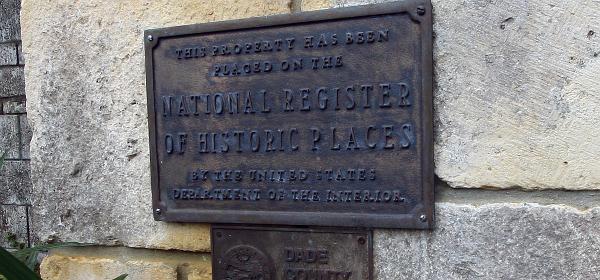 THIS PROPERTY HAS BEEN
PLACED ON THE
NATIONAL REGISTER
OF HISTORIC PLACES
BY THE UNITED STATES
DEPARTMENT OF THE INTERIOR
DADE
COUNTY